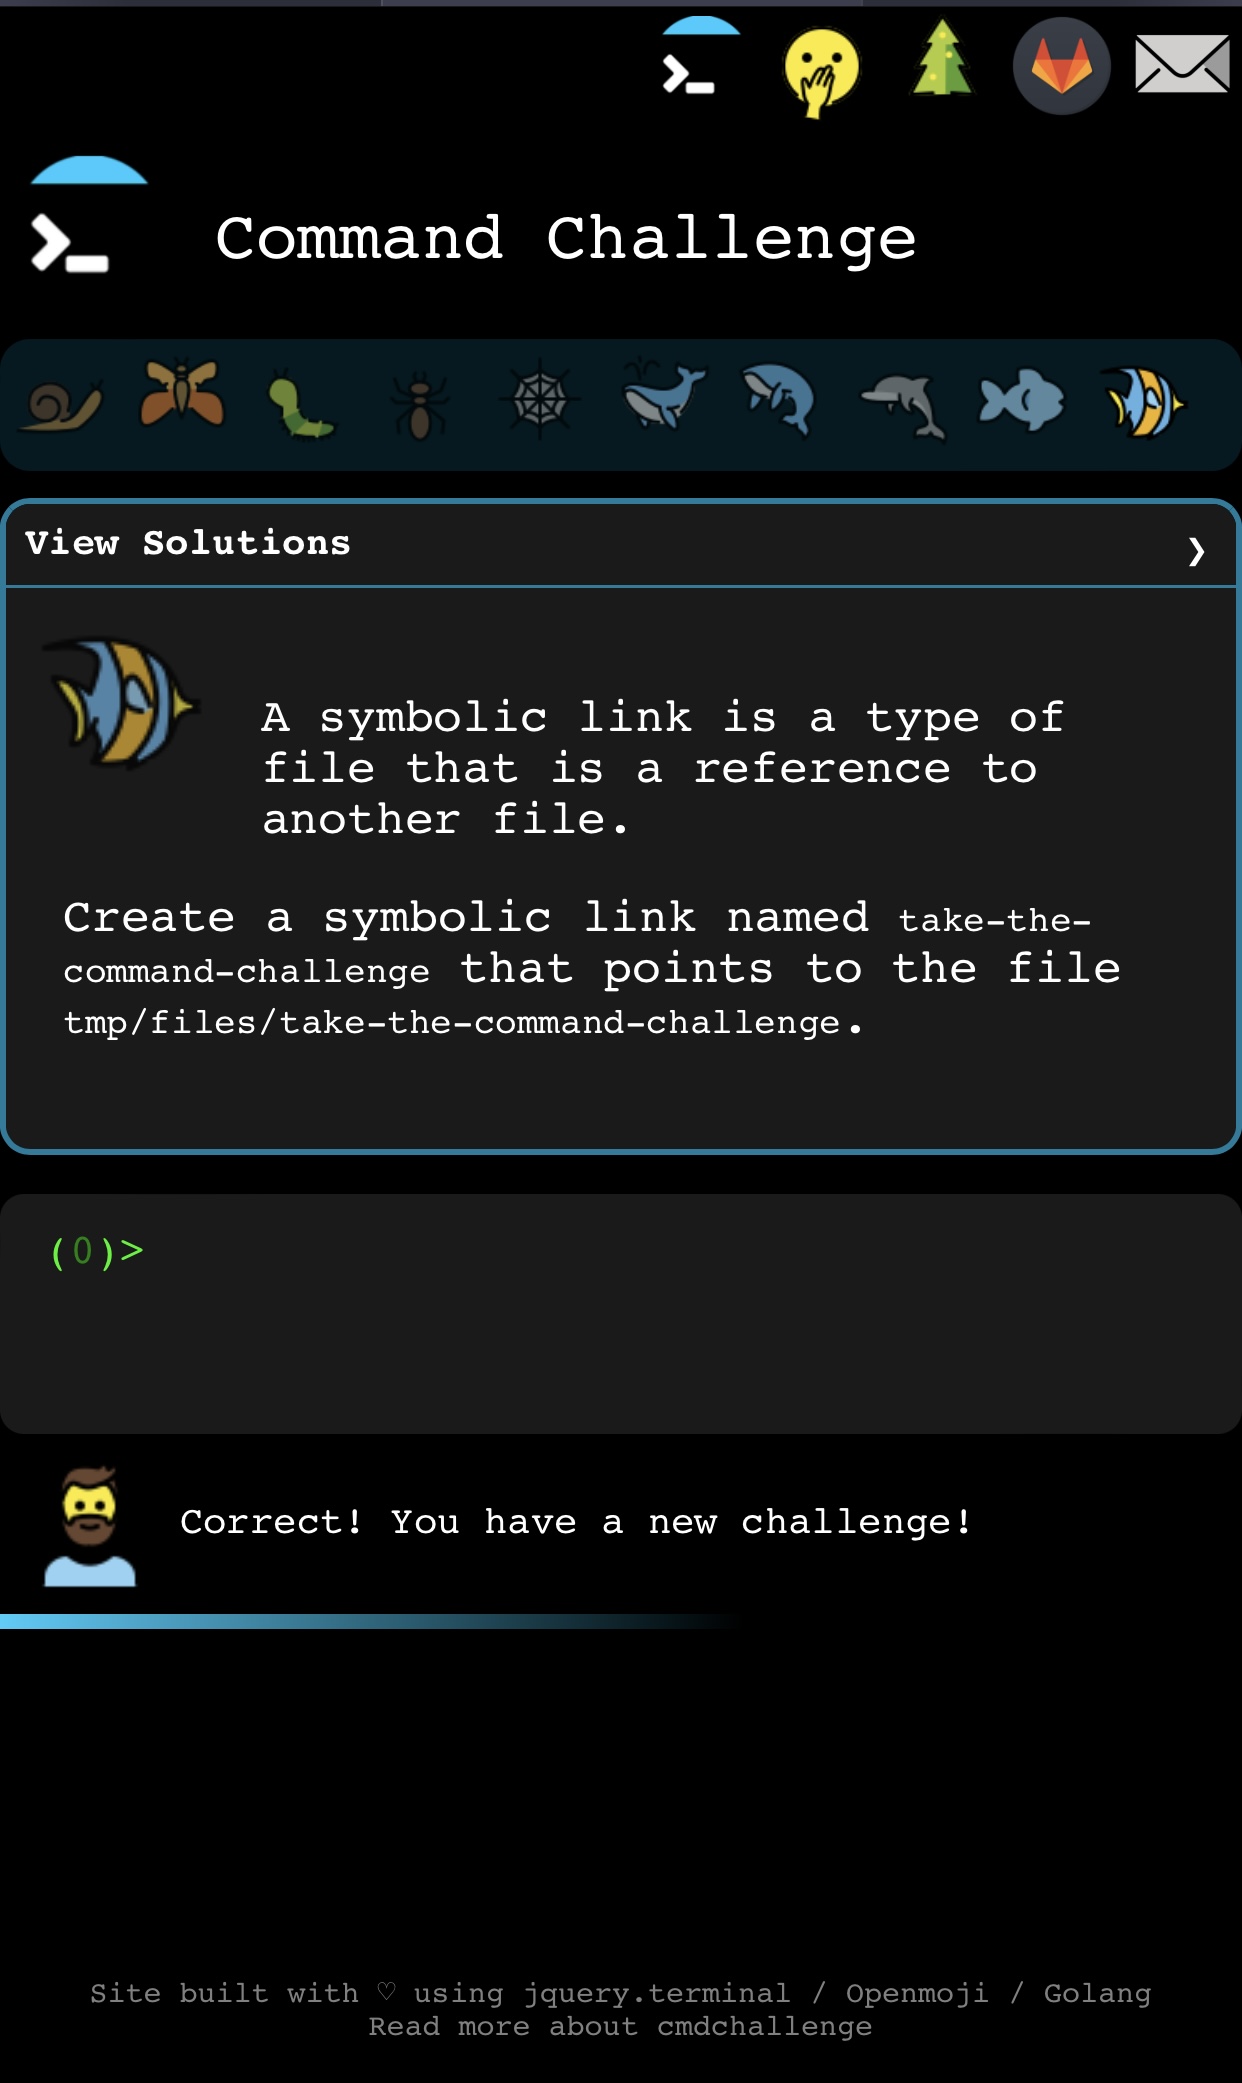 Command Challenge
View Solutions
A symbolic link is a type of
file that is a reference to
another file.
Create a symbolic link named take-the-
command-challenge that points to the file
tmp/files/take-the-command-challenge.
(0)>
Correct! You have a new challenge!
Site built with ♡ using jquery.terminal / Openmoji / Golang
Read more about cmdchallenge